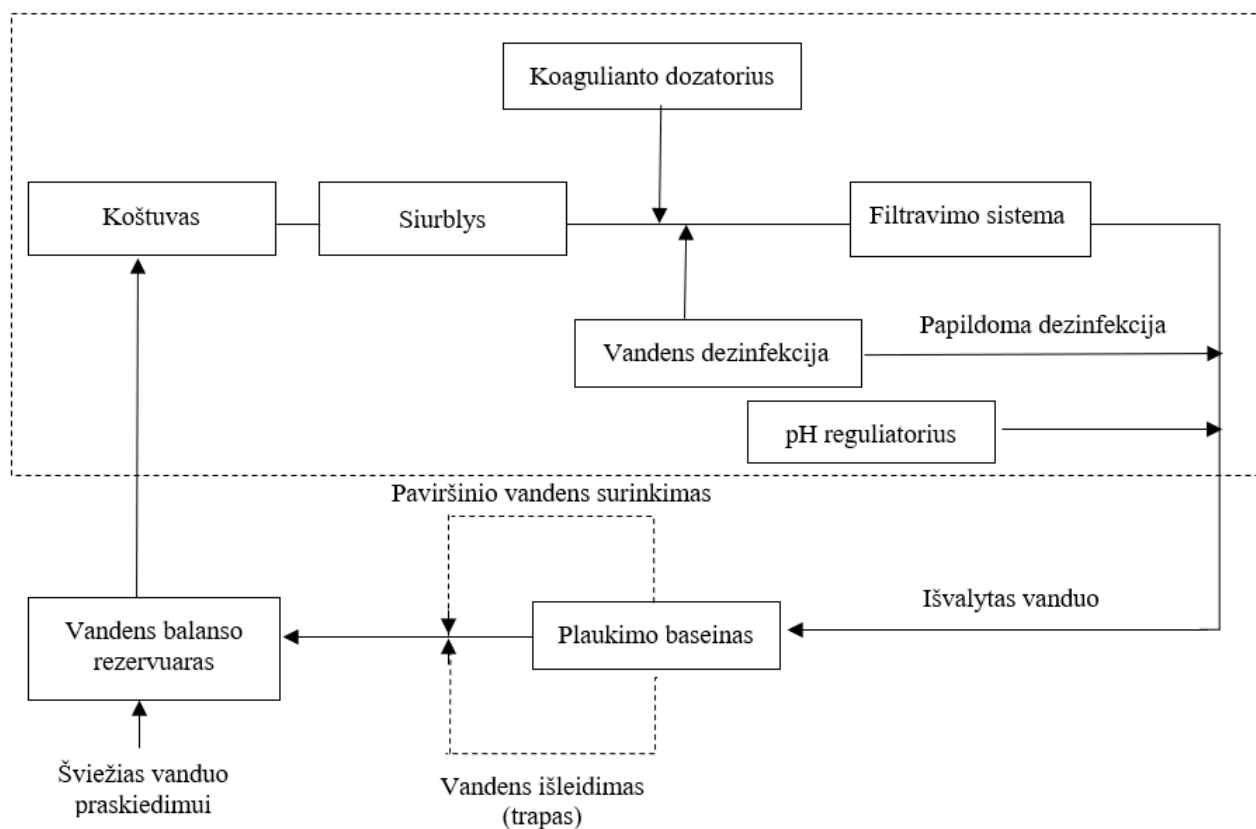 Koagulianto dozatorius
Koštuvas
Siurblys
Filtravimo sistema
Vandens dezinfekcija
Papildoma dezinfekcija
pH reguliatorius
Paviršinio vandens surinkimas
Išvalytas vanduo
Vandens balanso
rezervuaras
Plaukimo baseinas
Šviežias vanduo
praskiedimui
Vandens išleidimas
(trapas)